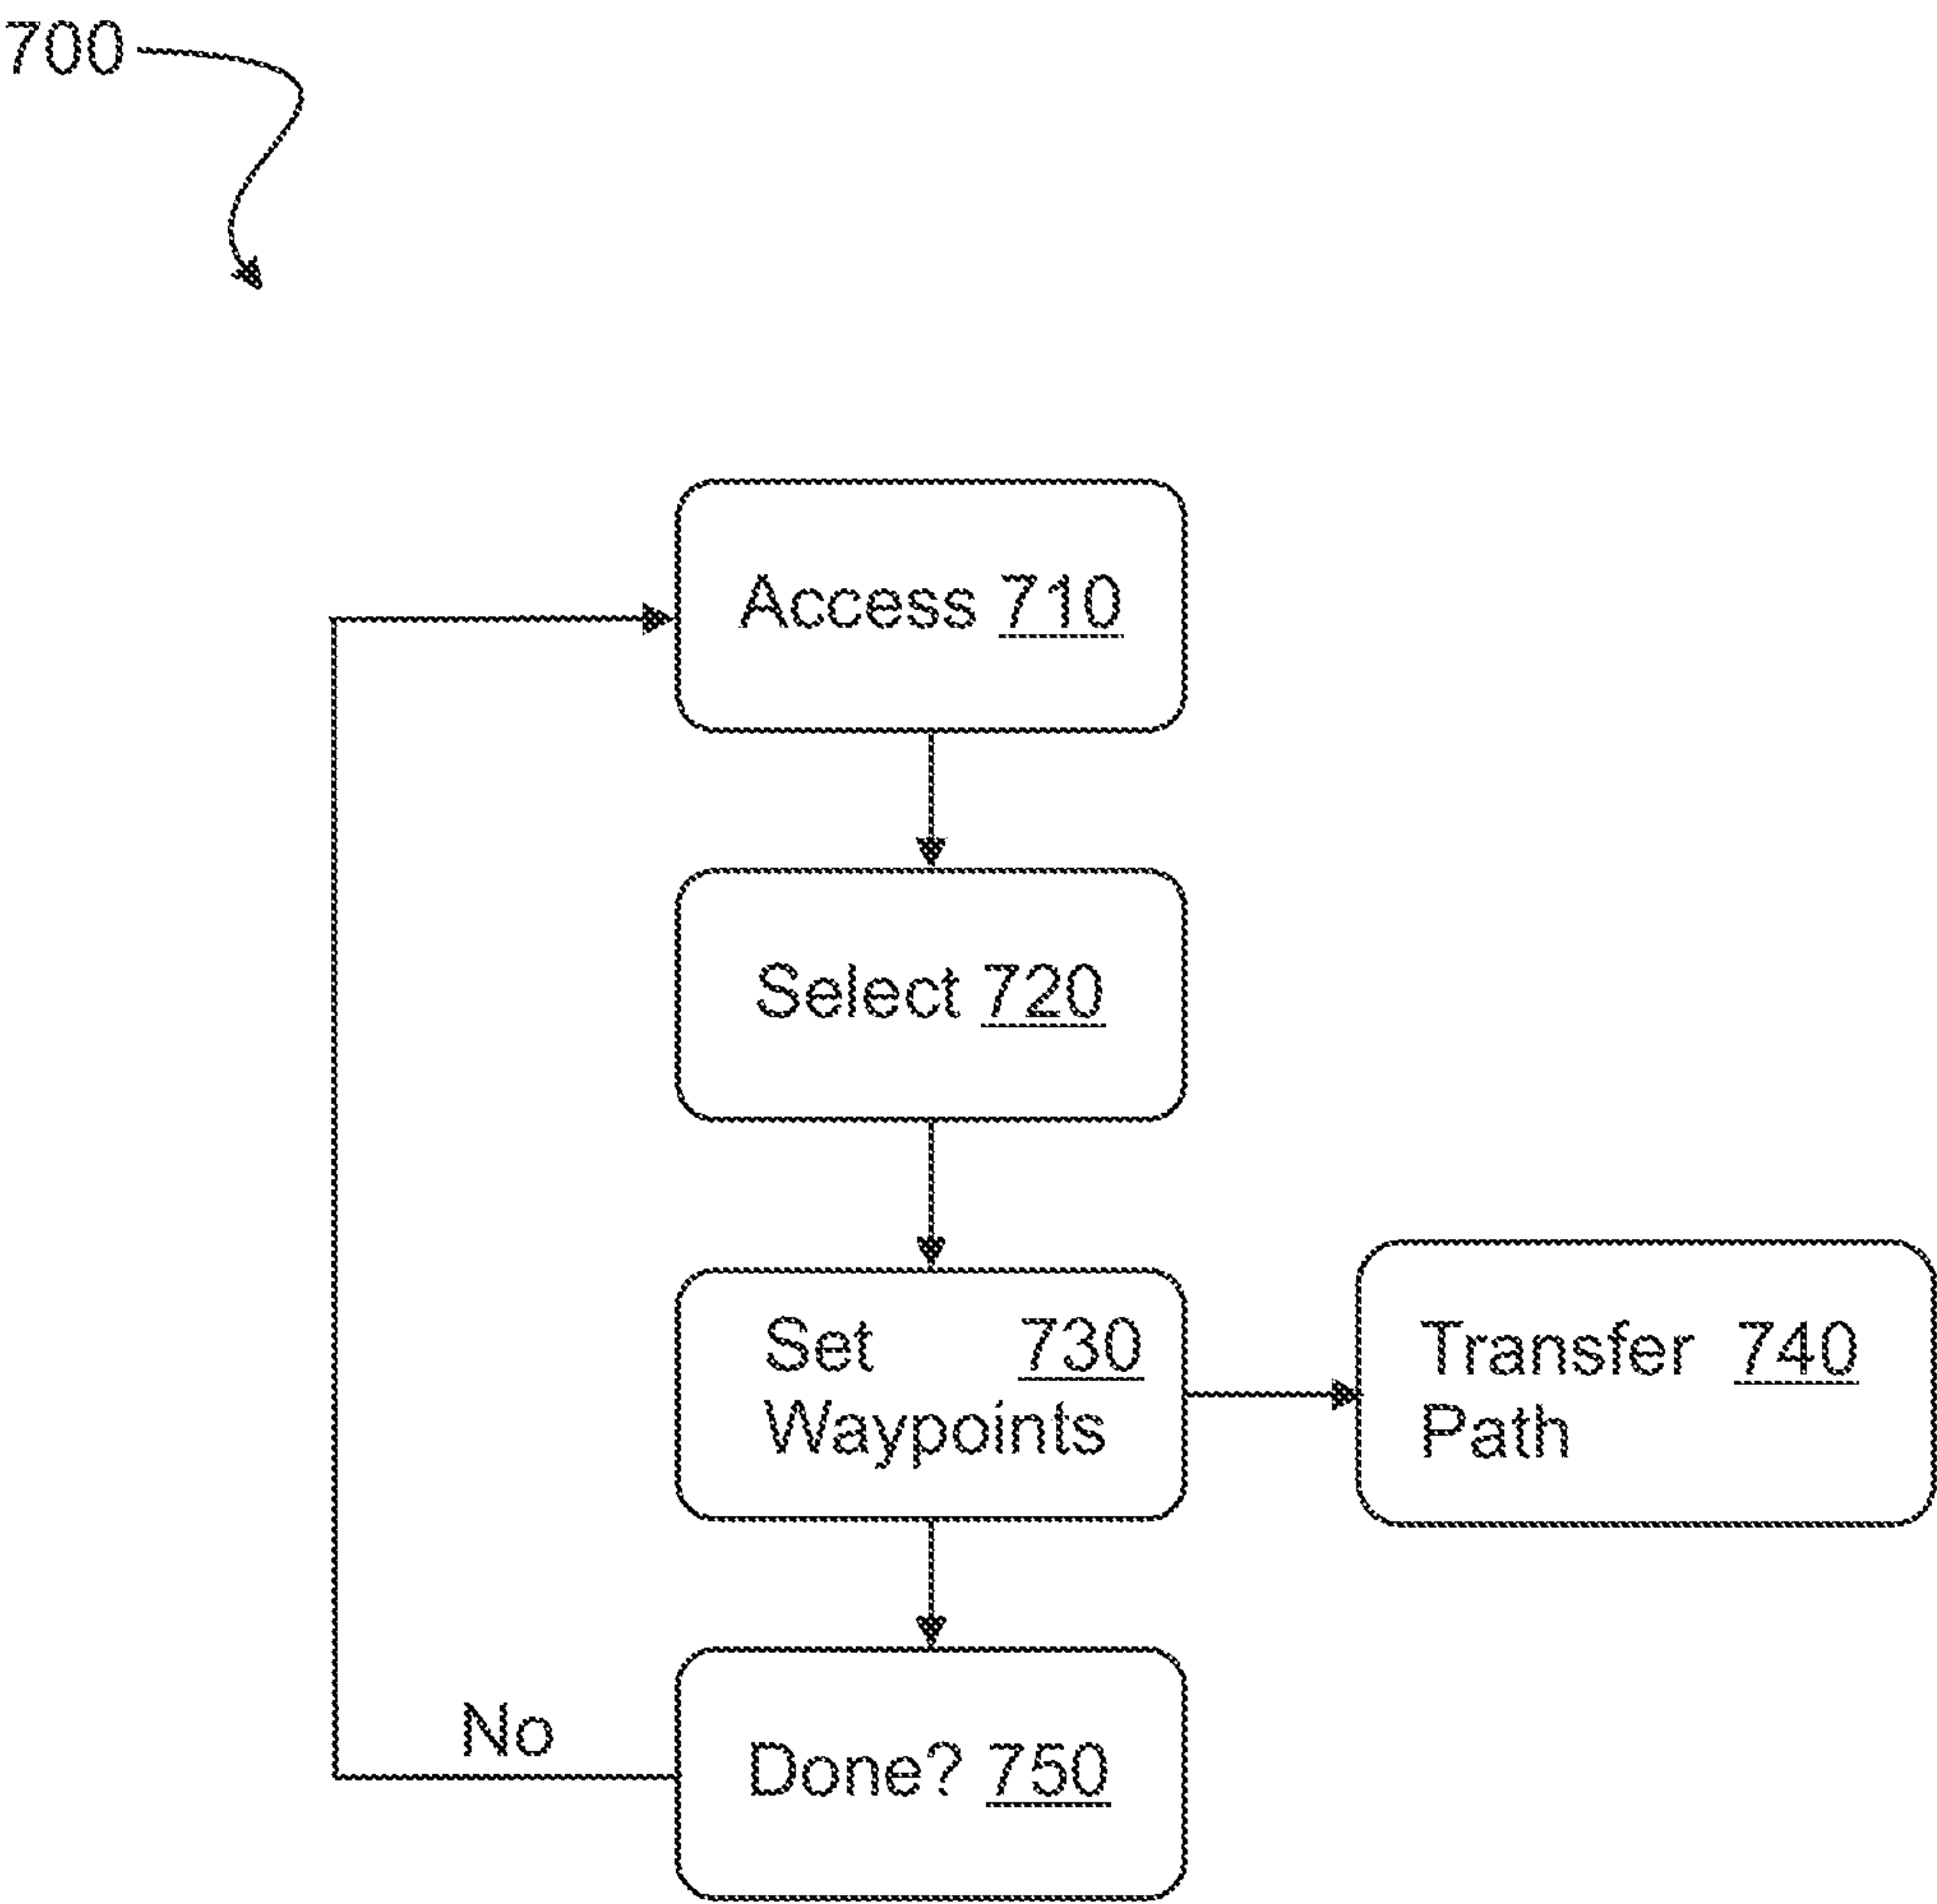 700
Access 710
Select 720
Set 730
Waypoints
Transfer 740
Path
No
Done? 750